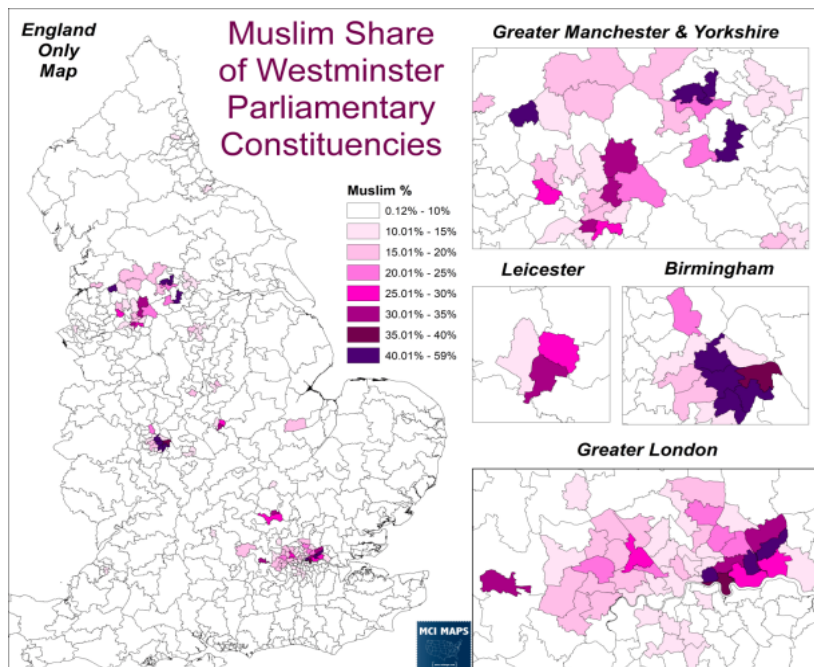 England
Only
Map
Muslim Share
of Westminster
Parliamentary
Constituencies
Muslim %
0.12% - 10%
10.01% - 15%
15.01% - 20%
20.01% - 25%
25.01% - 30%
30.01% - 35%
35.01% - 40%
40.01% - 59%
Greater Manchester & Yorkshire
Leicester
Birmingham
Greater London
MCI MAPS